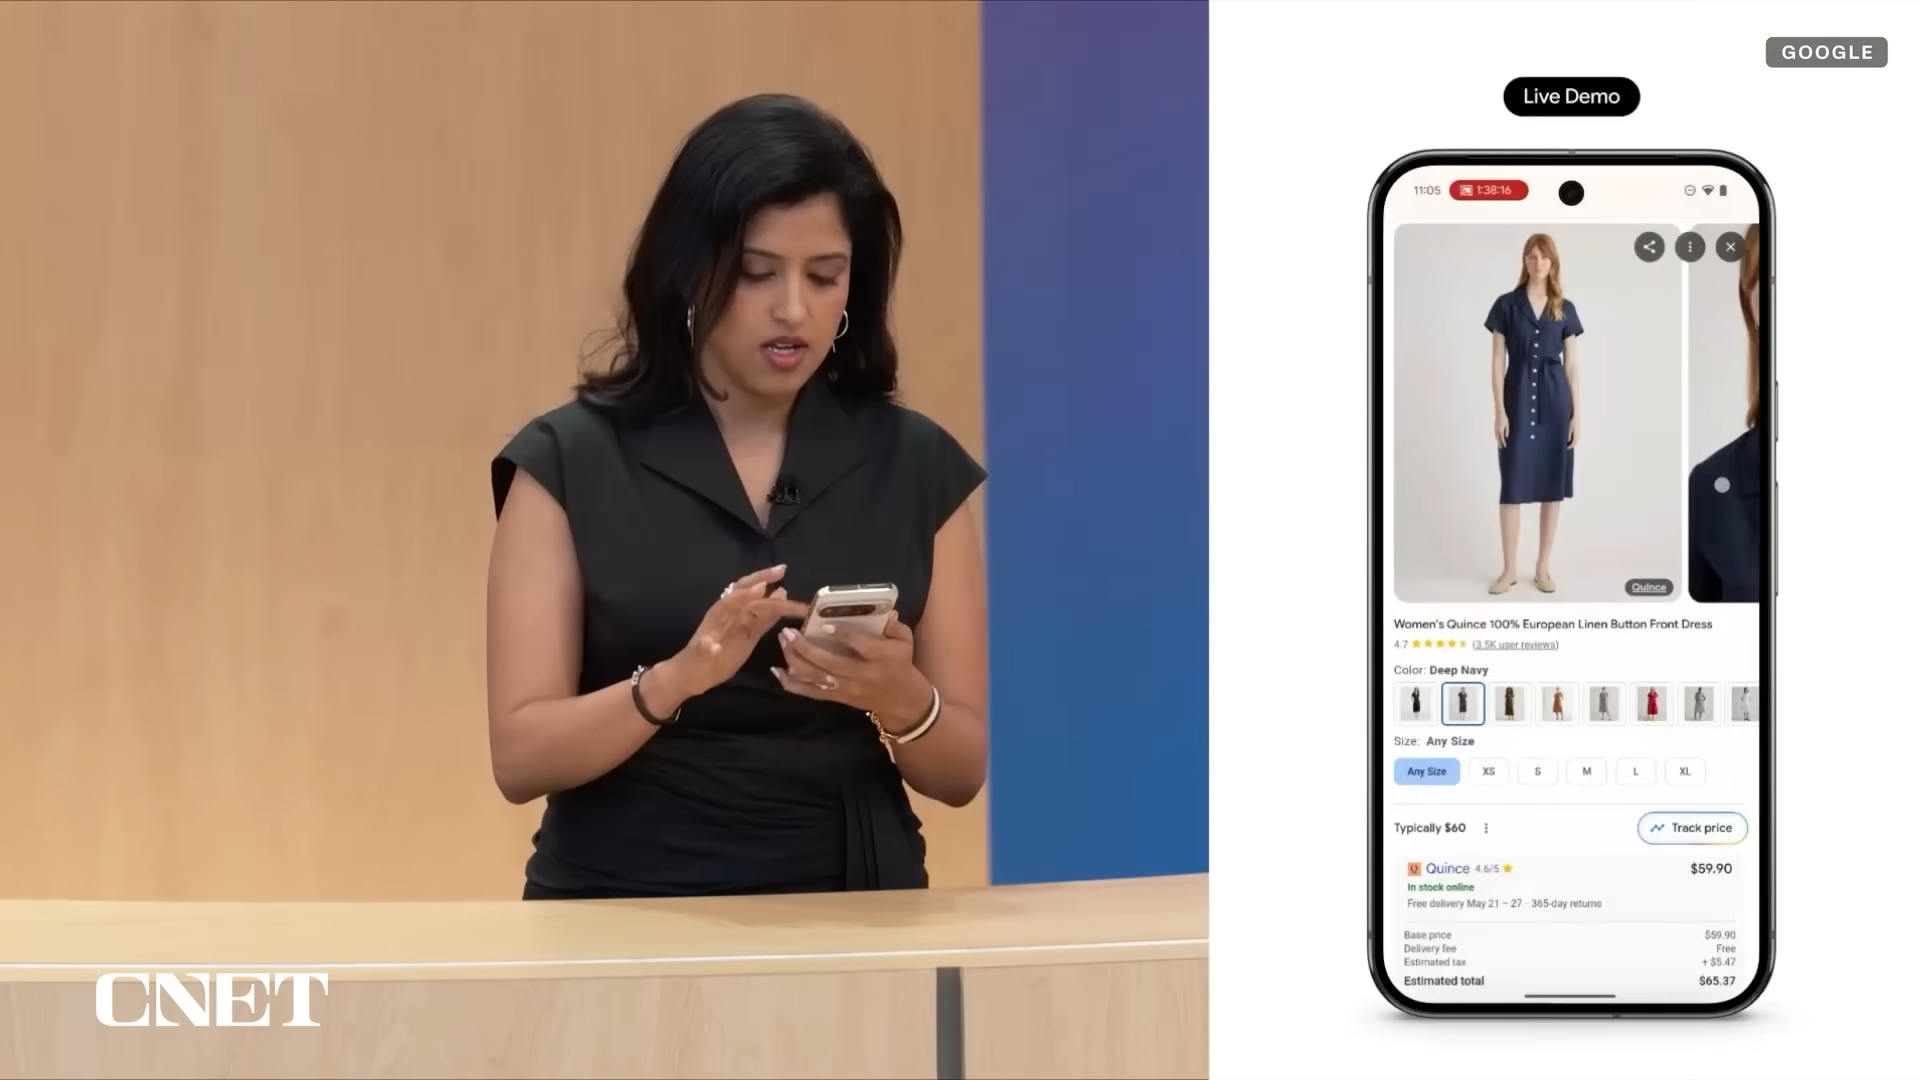 GOOGLE
Live Demo
11:05 1:38:16
Quince
Women's Quince 100% European Linen Button Front Dress
4.7 (3.5K user reviews)
Color: Deep Navy
Size: Any Size
Any Size XS S M L XL
Typically $60 Track price
Quince 4.6/5 $59.90
In stock online
Free delivery May 21 – 27 · 365-day returns
Base price $59.90
Delivery fee Free
Estimated tax + $5.47
Estimated total $65.37
CNET